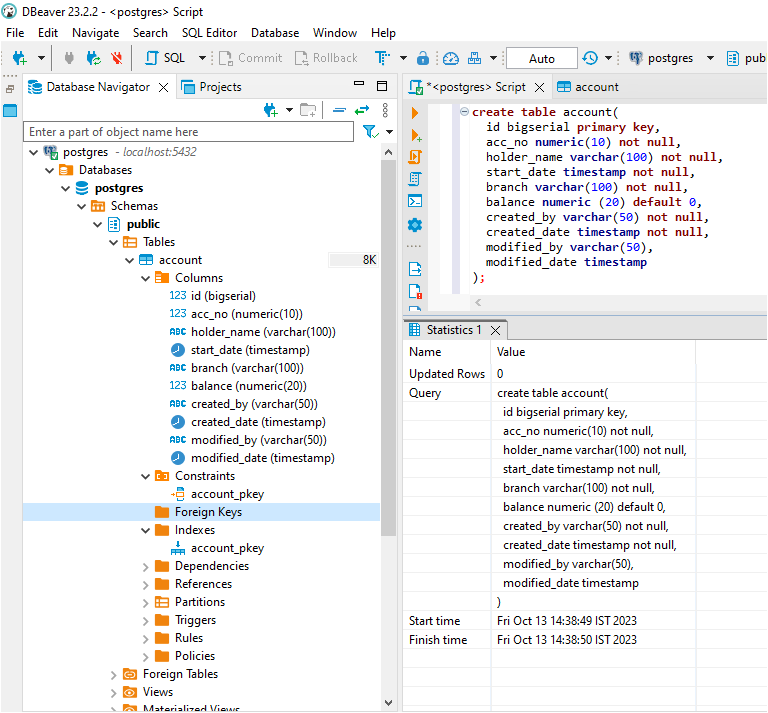 DBeaver 23.2.2 - <postgres> Script
File Edit Navigate Search SQL Editor Database Window Help
SQL Commit Rollback Auto postgres
Database Navigator Projects
Enter a part of object name here
postgres - localhost:5432
Databases
postgres
Schemas
public
Tables
account 8K
Columns
123 id (bigserial)
123 acc_no (numeric(10))
ABC holder_name (varchar(100))
start_date (timestamp)
ABC branch (varchar(100))
123 balance (numeric(20))
ABC created_by (varchar(50))
created_date (timestamp)
ABC modified_by (varchar(50))
modified_date (timestamp)
Constraints
account_pkey
Foreign Keys
Indexes
account_pkey
Dependencies
References
Partitions
Triggers
Rules
Policies
Foreign Tables
Views
Materialized Views
*<postgres> Script account
create table account(
id bigserial primary key,
acc_no numeric(10) not null,
holder_name varchar(100) not null,
start_date timestamp not null,
branch varchar(100) not null,
balance numeric (20) default 0,
created_by varchar(50) not null,
created_date timestamp not null,
modified_by varchar(50),
modified_date timestamp
);
Statistics 1
Name Value
Updated Rows 0
Query create table account(
id bigserial primary key,
acc_no numeric(10) not null,
holder_name varchar(100) not null,
start_date timestamp not null,
branch varchar(100) not null,
balance numeric (20) default 0,
created_by varchar(50) not null,
created_date timestamp not null,
modified_by varchar(50),
modified_date timestamp
)
Start time Fri Oct 13 14:38:49 IST 2023
Finish time Fri Oct 13 14:38:50 IST 2023